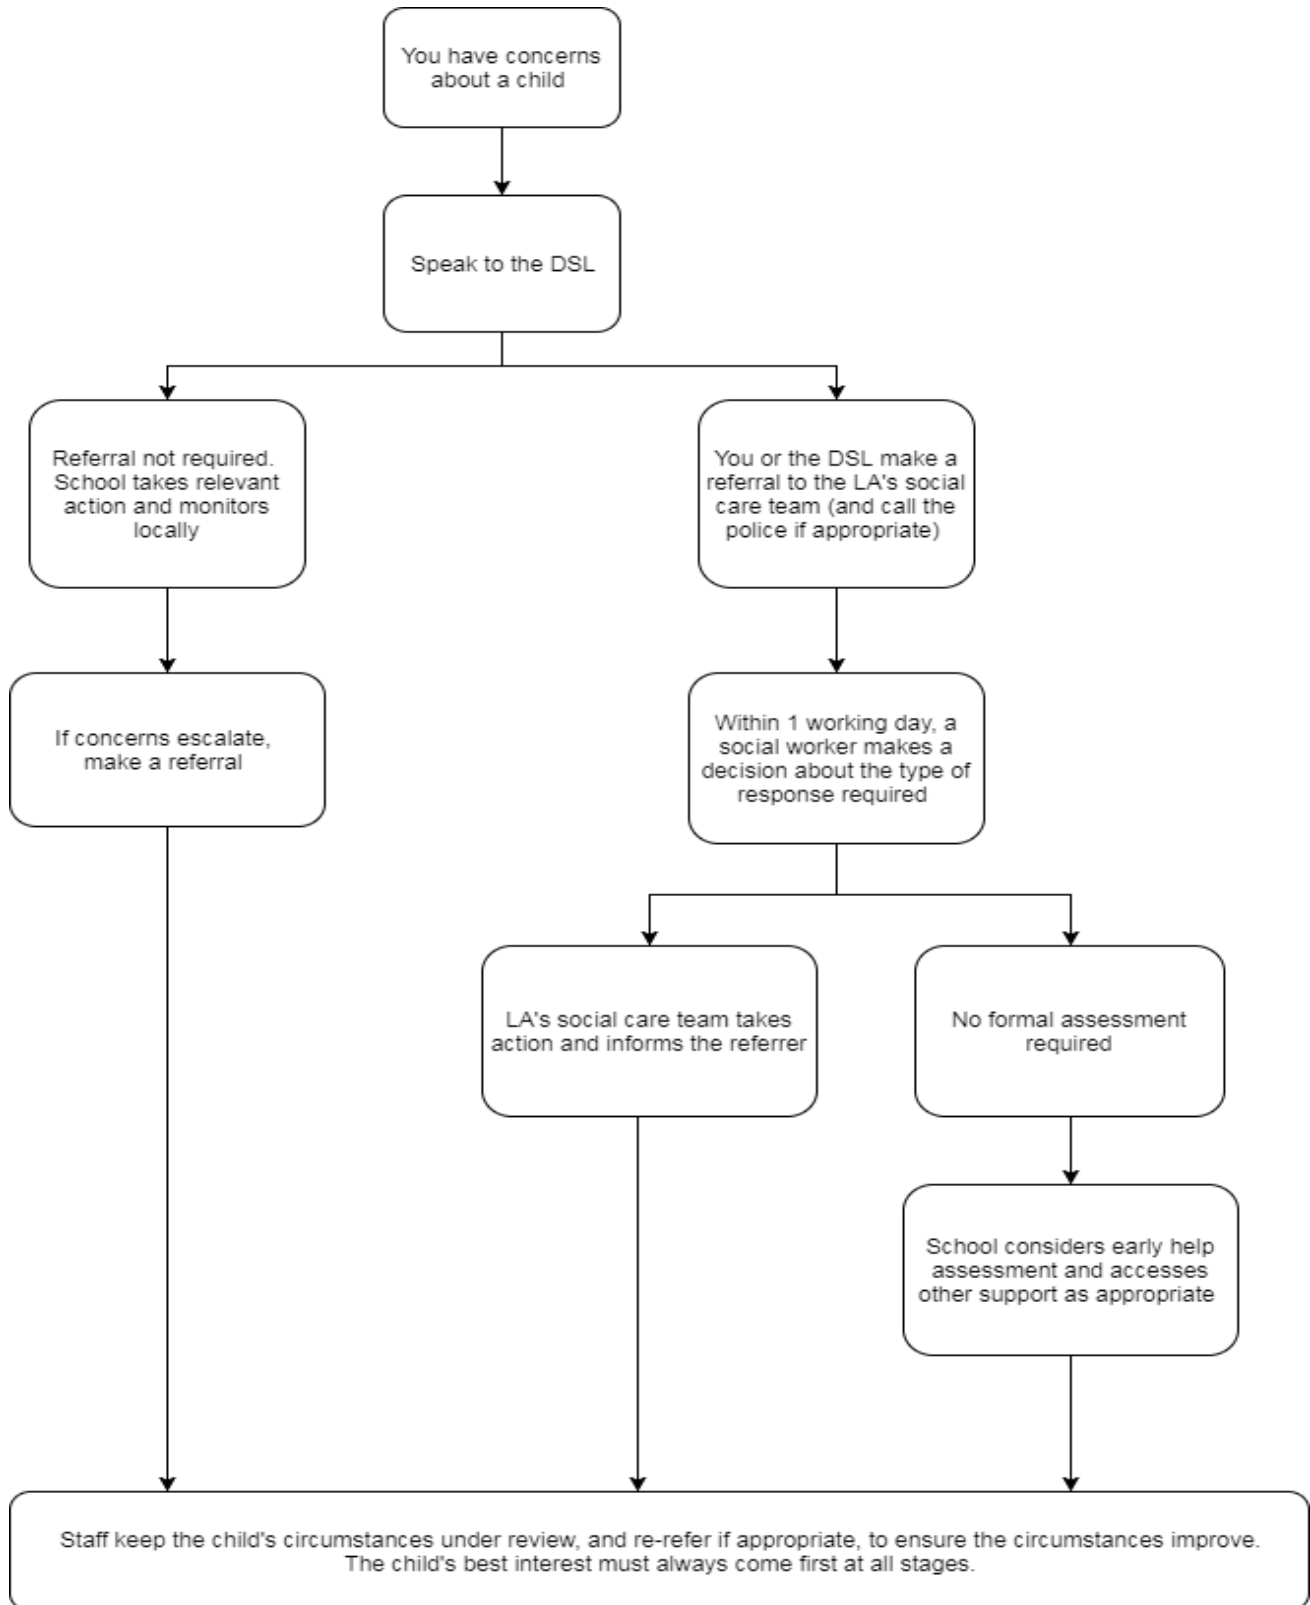 You have concerns
about a child
Speak to the DSL
Referral not required.
School takes relevant
action and monitors
locally
You or the DSL make a
referral to the LA's social
care team (and call the
police if appropriate)
If concerns escalate,
make a referral
Within 1 working day, a
social worker makes a
decision about the type of
response required
LA's social care team takes
action and informs the referrer
No formal assessment
required
School considers early help
assessment and accesses
other support as appropriate
Staff keep the child's circumstances under review, and re-refer if appropriate, to ensure the circumstances improve.
The child's best interest must always come first at all stages.